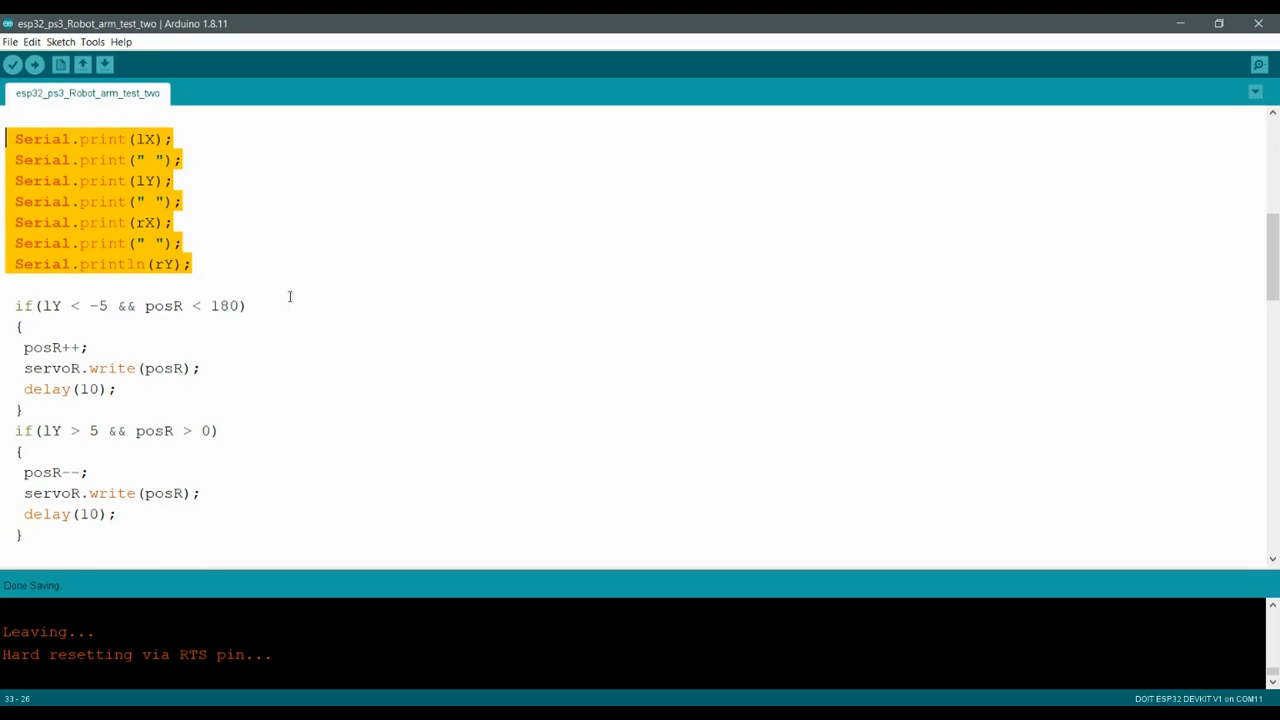 esp32_ps3_Robot_arm_test_two | Arduino 1.8.11
File Edit Sketch Tools Help
esp32_ps3_Robot_arm_test_two
Serial.print(lX);
Serial.print(" ");
Serial.print(lY);
Serial.print(" ");
Serial.print(rX);
Serial.print(" ");
Serial.println(rY);
if(lY < -5 && posR < 180)
{
posR++;
servoR.write(posR);
delay(10);
}
if(lY > 5 && posR > 0)
{
posR--;
servoR.write(posR);
delay(10);
}
Done Saving.
Leaving...
Hard resetting via RTS pin...
33 - 26
DOIT ESP32 DEVKIT V1 on COM11